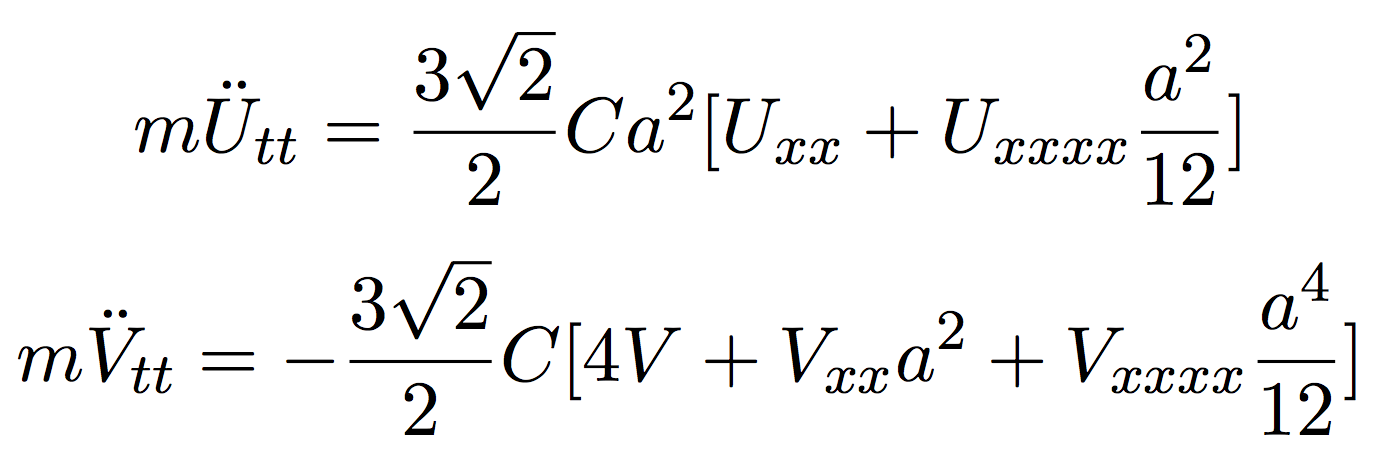 $m\ddot{U}_{tt} = \frac{3\sqrt{2}}{2}Ca^2[U_{xx} + U_{xxxx}\frac{a^2}{12}]$
$m\ddot{V}_{tt} = -\frac{3\sqrt{2}}{2}C[4V + V_{xx}a^2 + V_{xxxx}\frac{a^4}{12}]$